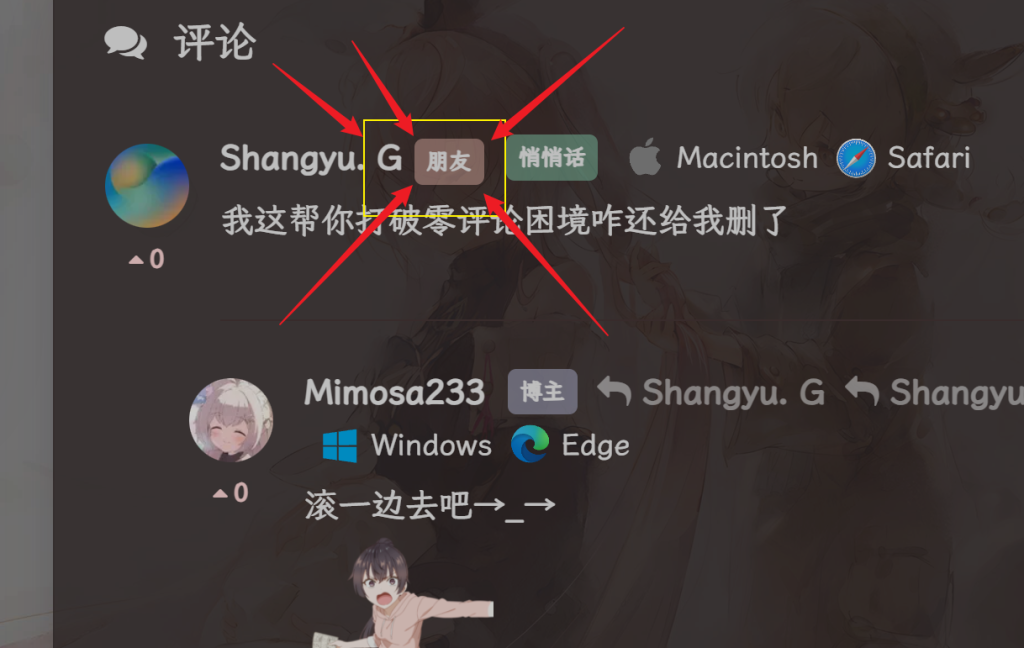 评论
Shangyu. G 朋友 悄悄话 Macintosh Safari
我这帮你打破零评论困境咋还给我删了
0
Mimosa233 博主 Shangyu. G Shangyu
Windows Edge
0
滚一边去吧→_→